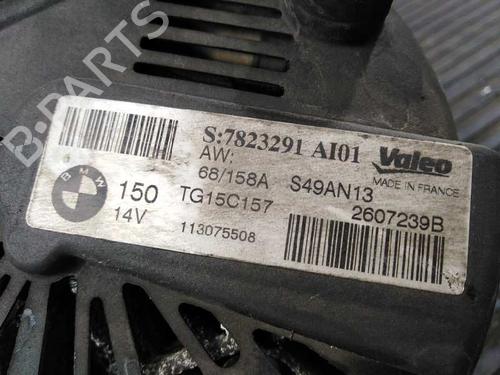 B-PARTS
S:7823291 AI01
Valeo
MADE IN FRANCE
AW:
68/158A
S49AN13
BMW
150
TG15C157
2607239B
14V
113075508